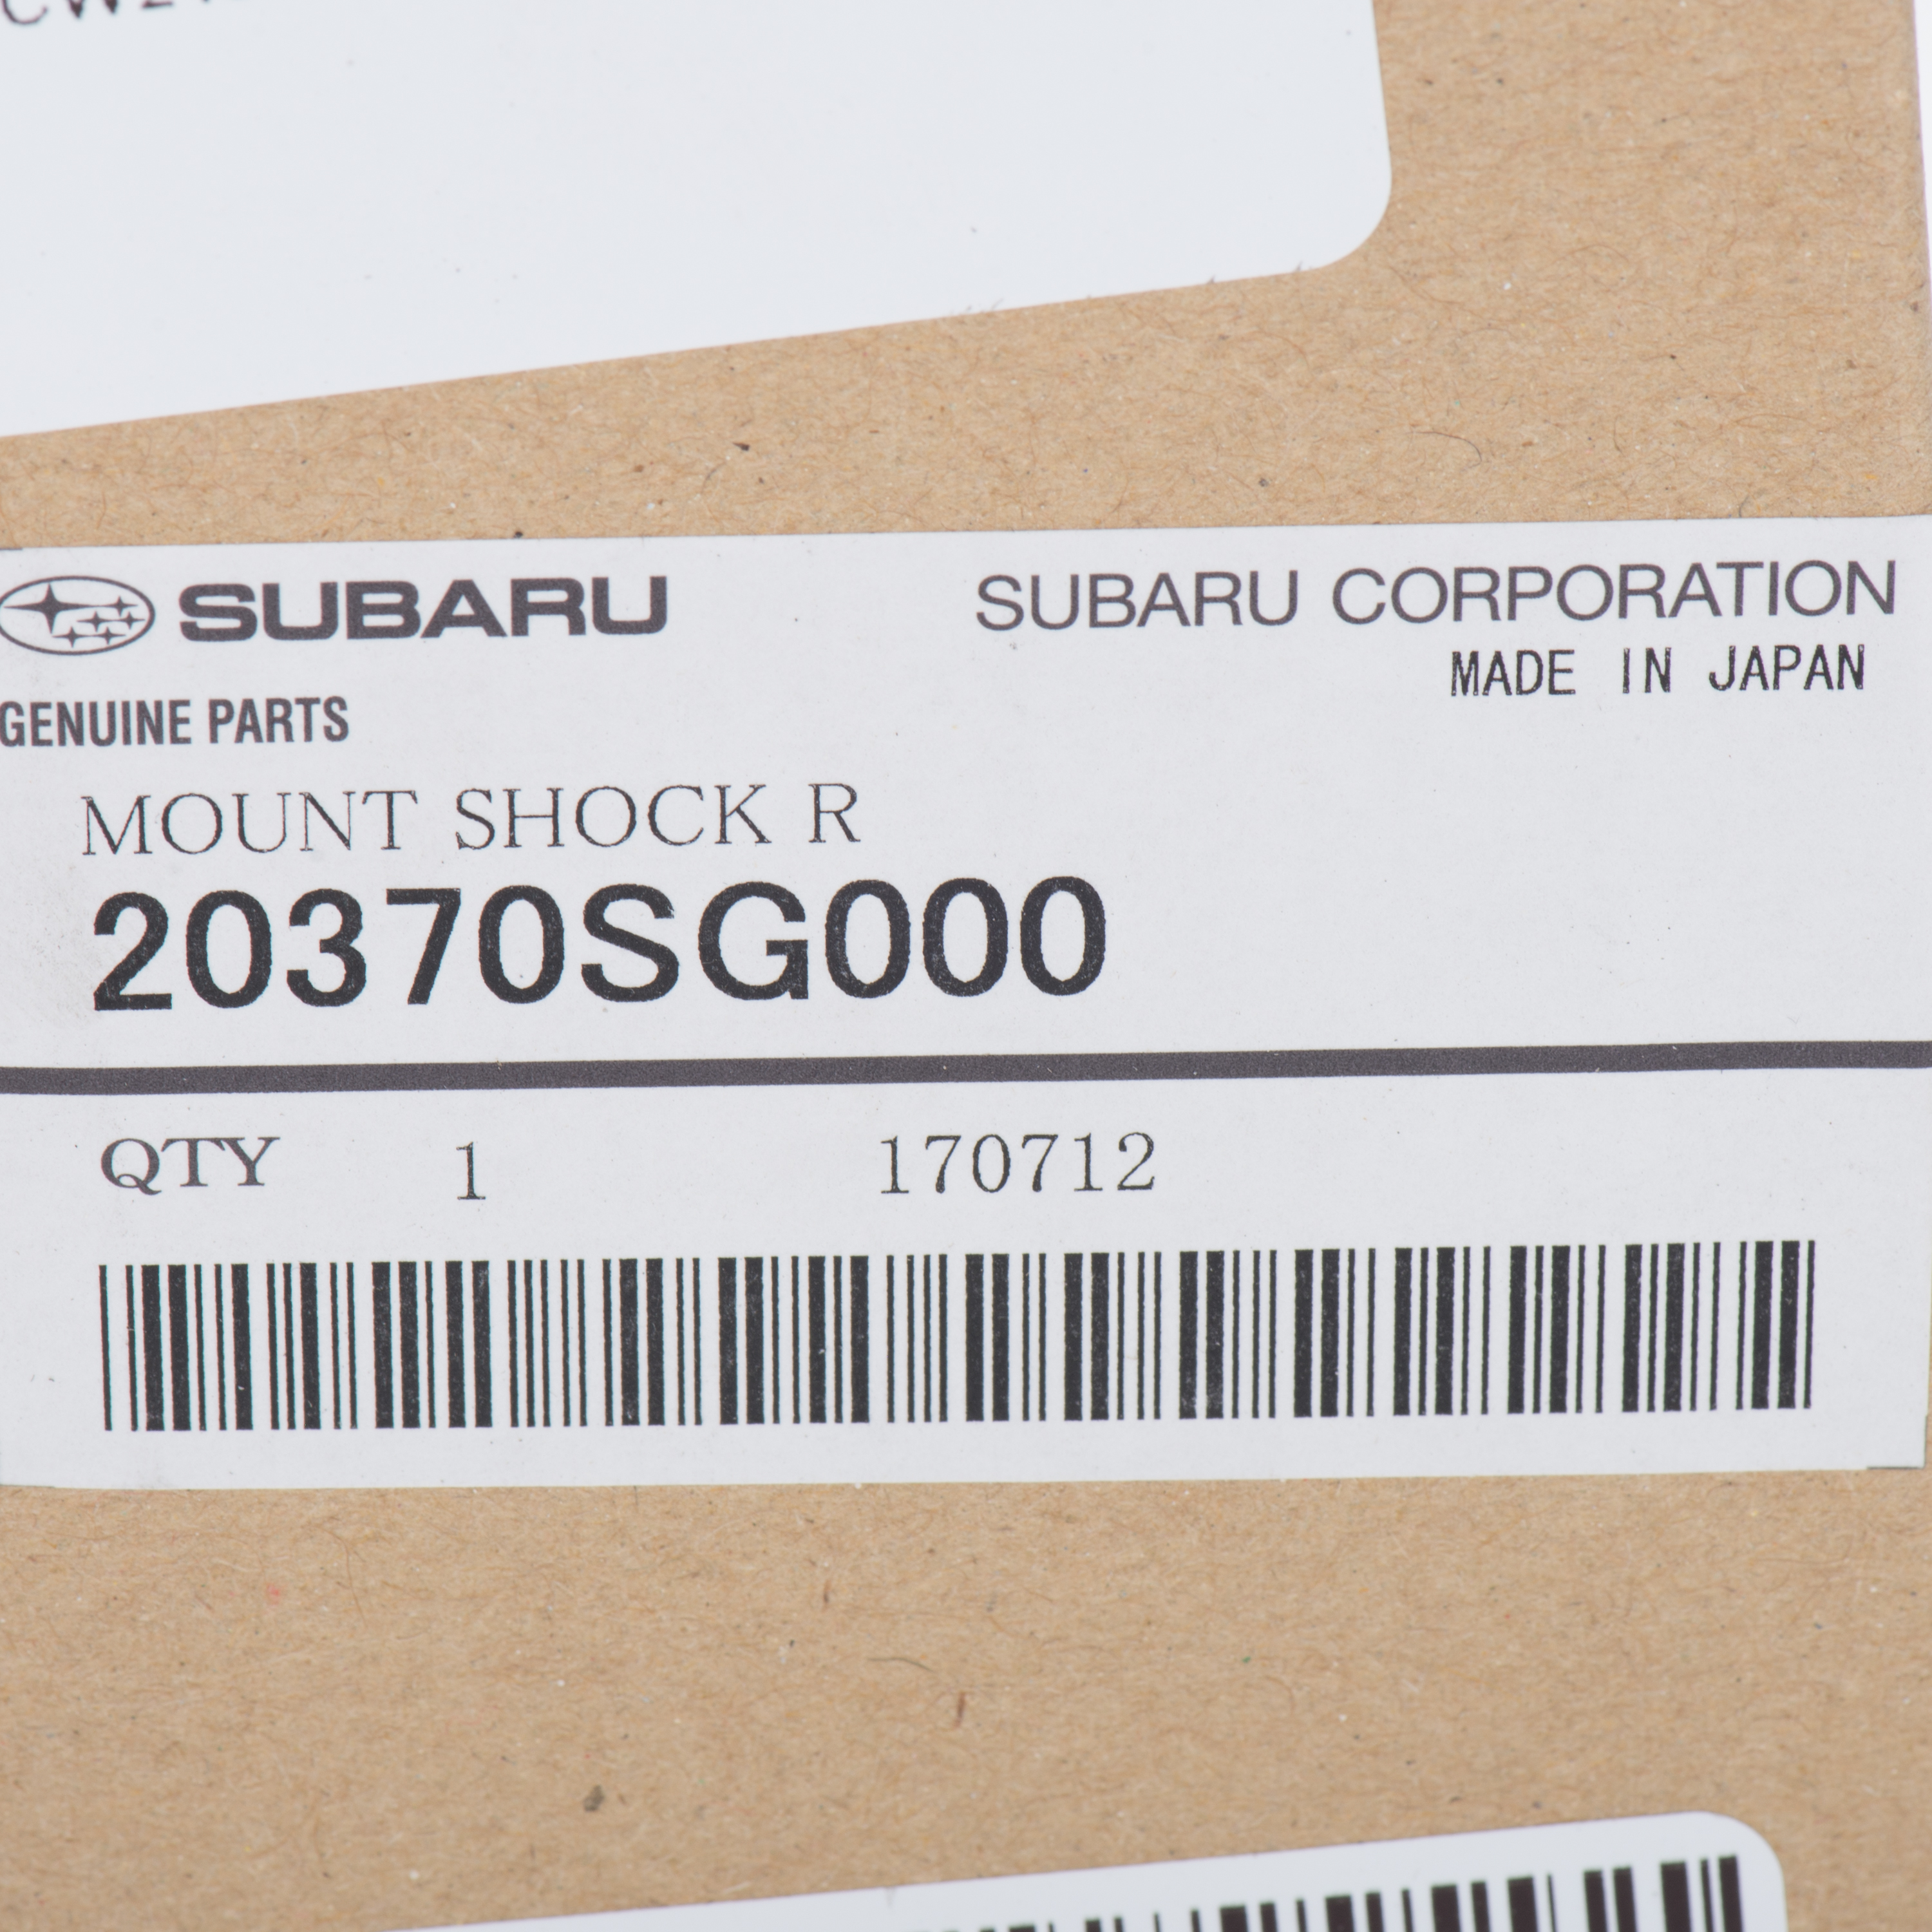 SUBARU
SUBARU CORPORATION
MADE IN JAPAN
GENUINE PARTS
MOUNT SHOCK R
20370SG000
QTY 1 170712